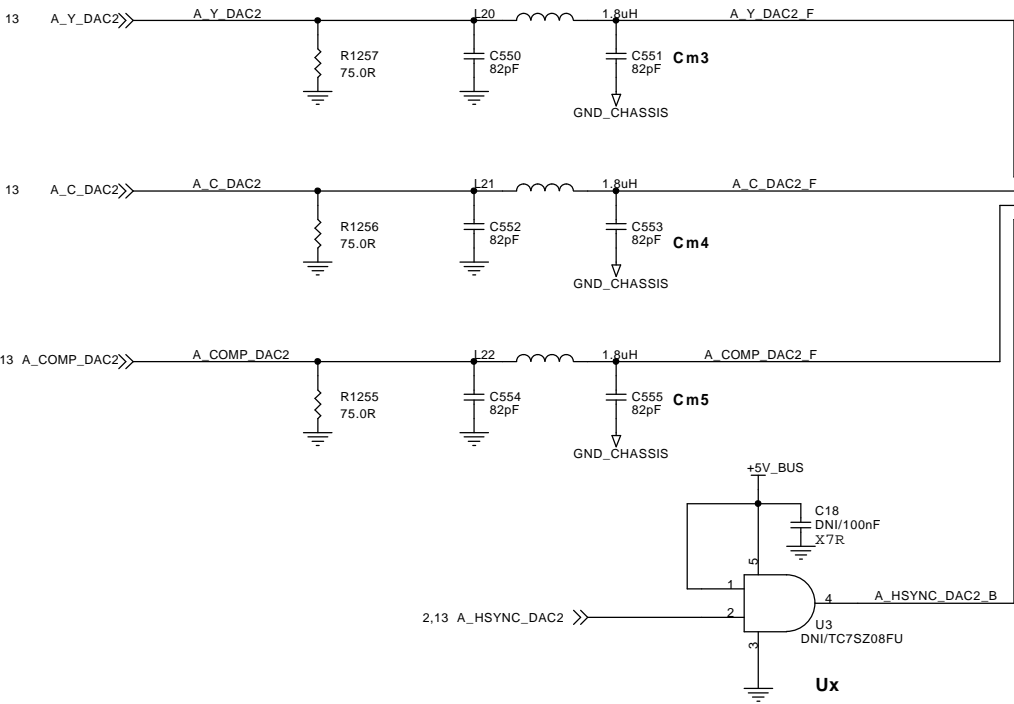 13 A_Y_DAC2 A_Y_DAC2 L20 1.8uH A_Y_DAC2_F
R1257 C550 C551 Cm3
75.0R 82pF 82pF
GND_CHASSIS
13 A_C_DAC2 A_C_DAC2 L21 1.8uH A_C_DAC2_F
R1256 C552 C553 Cm4
75.0R 82pF 82pF
GND_CHASSIS
13 A_COMP_DAC2 A_COMP_DAC2 L22 1.8uH A_COMP_DAC2_F
R1255 C554 C555 Cm5
75.0R 82pF 82pF
GND_CHASSIS
+5V_BUS
C18
DNI/100nF
X7R
5
1
4 A_HSYNC_DAC2_B
2,13 A_HSYNC_DAC2 2
U3
DNI/TC7SZ08FU
3
Ux